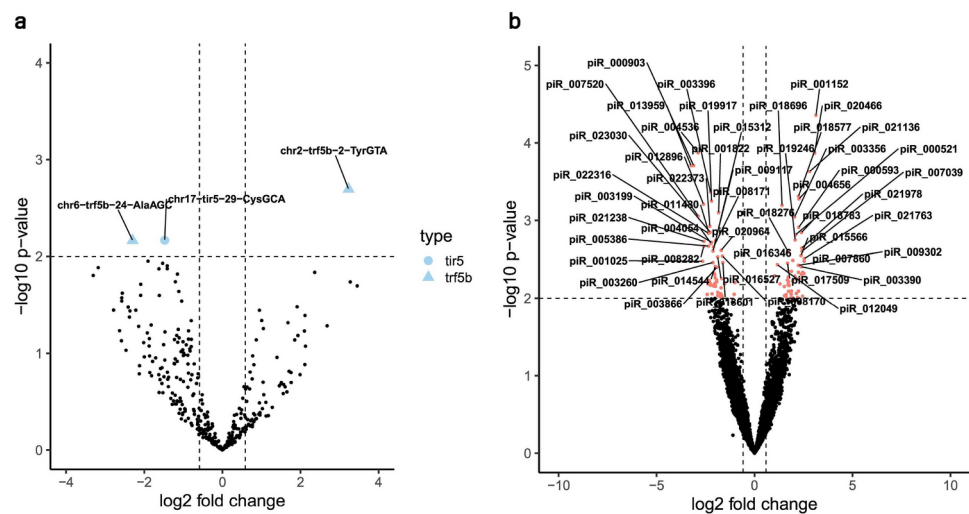 a
4
3
2
1
0
−log10 p−value
−4
−2
0
2
4
log2 fold change
chr2−trf5b−2−TyrGTA
chr6−trf5b−24−AlaAGC
chr17−tir5−29−CysGCA
type
tir5
trf5b
b
5
4
3
2
1
0
−log10 p−value
−10
−5
0
5
10
log2 fold change
piR_000903
piR_007520
piR_003396
piR_001152
piR_013959
piR_019917
piR_018696
piR_020466
piR_023030
piR_004536
piR_015312
piR_018577
piR_021136
piR_012896
piR_001822
piR_019246
piR_003356
piR_000521
piR_022316
piR_022373
piR_009117
piR_000593
piR_007039
piR_003199
piR_011480
piR_008171
piR_004656
piR_021978
piR_021238
piR_004054
piR_018276
piR_018783
piR_021763
piR_005386
piR_020964
piR_015566
piR_001025
piR_008282
piR_016346
piR_007860
piR_009302
piR_003260
piR_014544
piR_016527
piR_017509
piR_003390
piR_003866
piR_012049